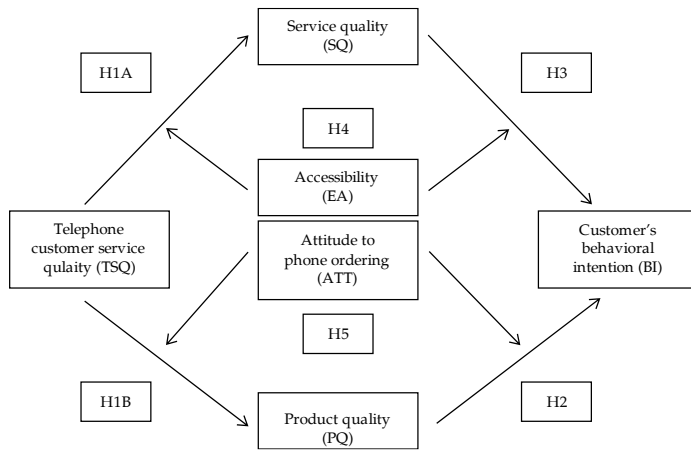 Service quality
(SQ)
H1A
H3
H4
Accessibility
(EA)
Telephone
customer service
qulaity (TSQ)
Attitude to
phone ordering
(ATT)
Customer's
behavioral
intention (BI)
H5
H1B
H2
Product quality
(PQ)